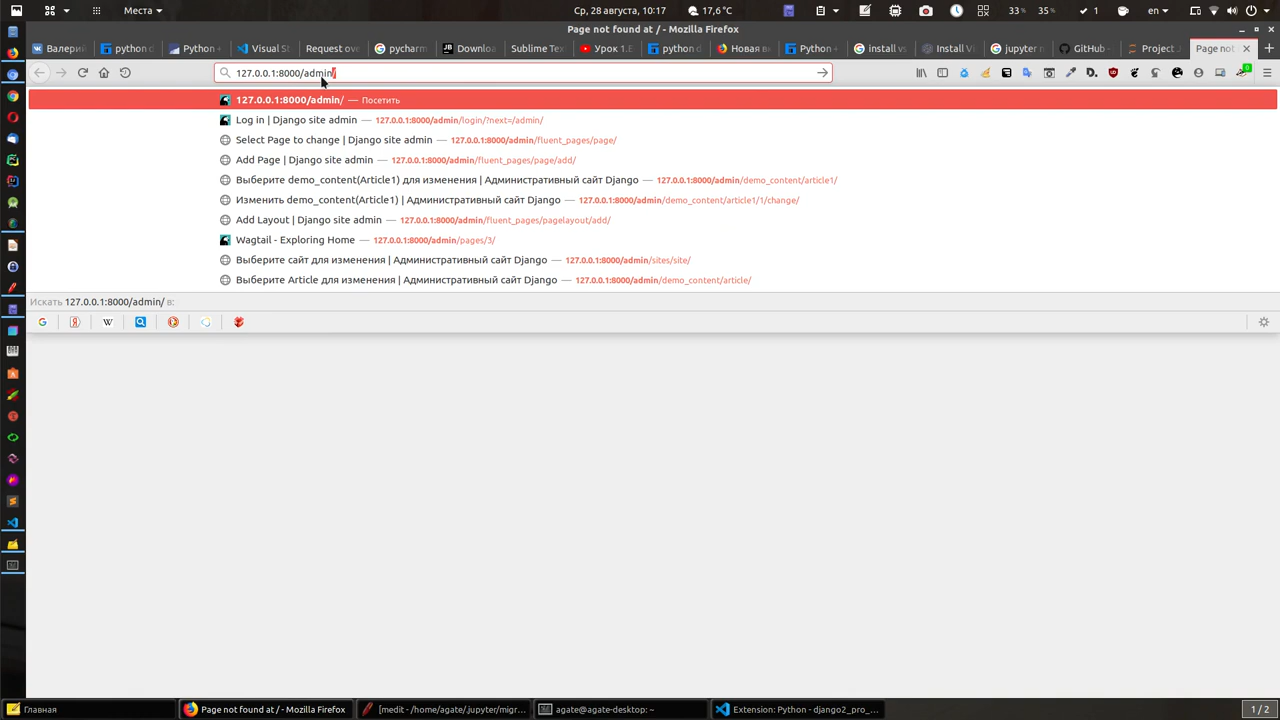 Места
Ср, 28 августа, 10:17
17,6°C
33%
35%
1
en
Page not found at / - Mozilla Firefox
Валерий
python d
Python +
Visual St
Request ove
pycharm
Downloa
Sublime Text
Урок 1.Б
python d
Новая в
Python +
install vs
Install Vi
jupyter n
GitHub -
Project J
Page not
127.0.0.1:8000/admin/
127.0.0.1:8000/admin/ — Посетить
Log in | Django site admin — 127.0.0.1:8000/admin/login/?next=/admin/
Select Page to change | Django site admin — 127.0.0.1:8000/admin/fluent_pages/page/
Add Page | Django site admin — 127.0.0.1:8000/admin/fluent_pages/page/add/
Выберите demo_content(Article1) для изменения | Административный сайт Django — 127.0.0.1:8000/admin/demo_content/article1/
Изменить demo_content(Article1) | Административный сайт Django — 127.0.0.1:8000/admin/demo_content/article1/1/change/
Add Layout | Django site admin — 127.0.0.1:8000/admin/fluent_pages/pagelayout/add/
Wagtail - Exploring Home — 127.0.0.1:8000/admin/pages/3/
Выберите сайт для изменения | Административный сайт Django — 127.0.0.1:8000/admin/sites/site/
Выберите Article для изменения | Административный сайт Django — 127.0.0.1:8000/admin/demo_content/article/
Искать 127.0.0.1:8000/admin/ в:
Главная
Page not found at / - Mozilla Firefox
[medit - /home/agate/.jupyter/migr...
agate@agate-desktop: ~
Extension: Python - django2_pro_...
1 / 2